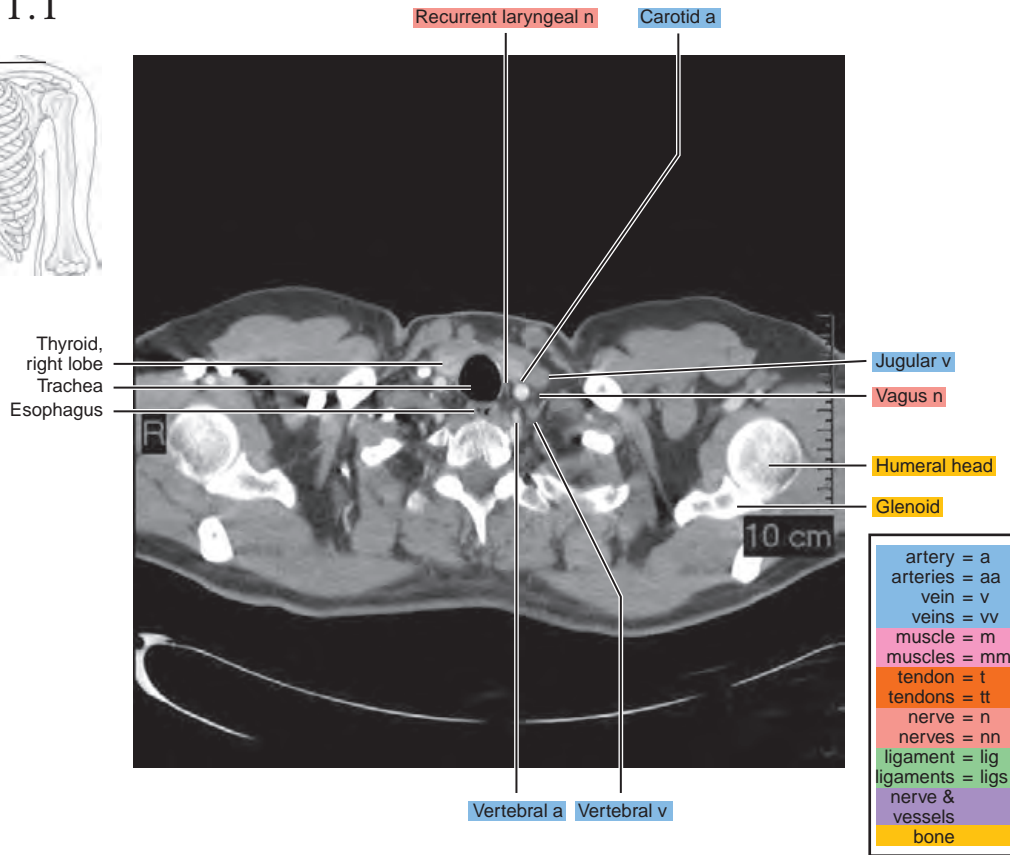 1.1
Recurrent laryngeal n
Carotid a
Thyroid,
right lobe
Trachea
Esophagus
Jugular v
Vagus n
Humeral head
Glenoid
R
10 cm
Vertebral a
Vertebral v
artery = a
arteries = aa
vein = v
veins = vv
muscle = m
muscles = mm
tendon = t
tendons = tt
nerve = n
nerves = nn
ligament = lig
ligaments = ligs
nerve &
vessels
bone